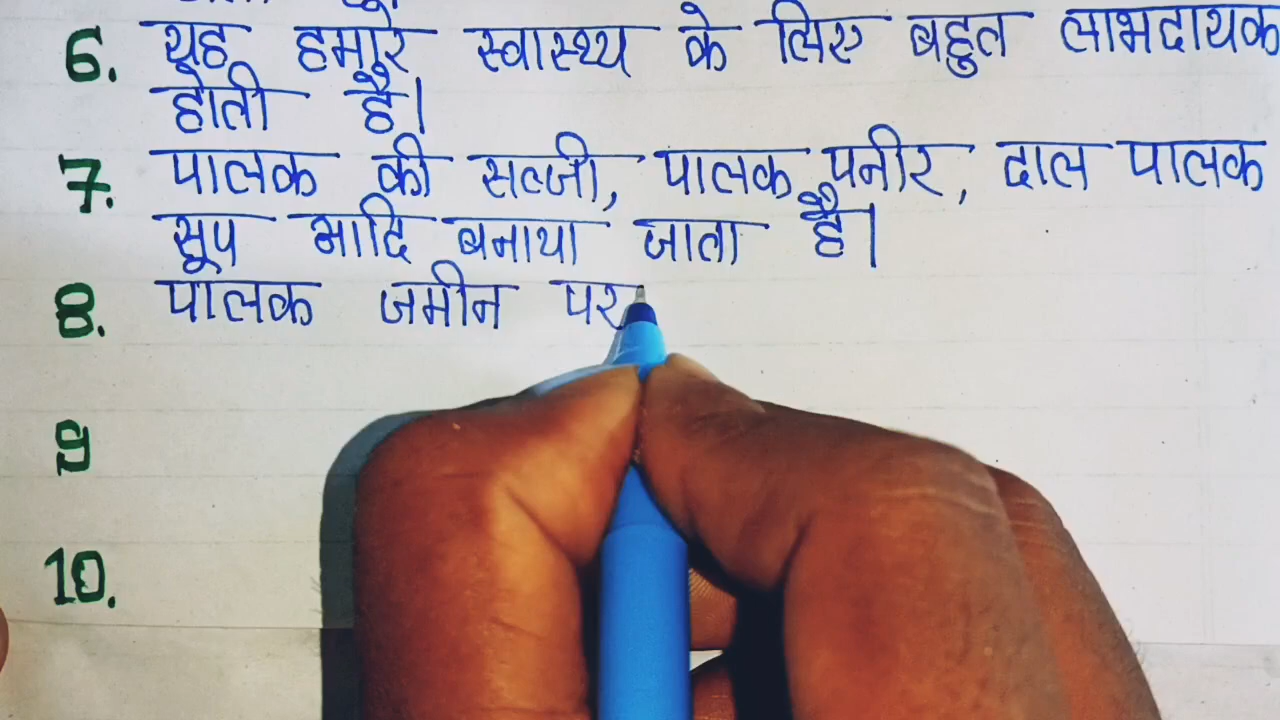 6. यह हमारे स्वास्थ्य के लिए बहुत लाभदायक
होती है।
7. पालक की सब्जी, पालक पनीर, दाल पालक
सूप आदि बनाया जाता है।
8. पालक जमीन पर
9
10.